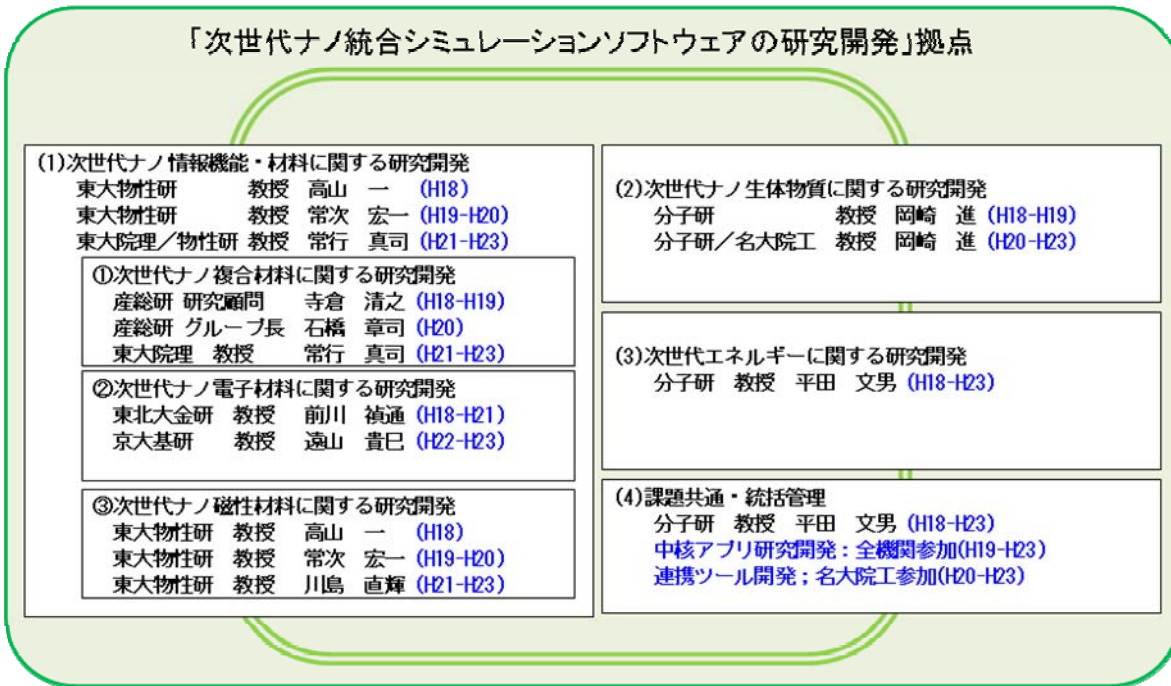 「次世代ナノ統合シミュレーションソフトウェアの研究開発」拠点
(1)次世代ナノ情報機能・材料に関する研究開発
東大物性研 教授 高山 一 (H18)
東大物性研 教授 常次 宏一 (H19-H20)
東大院理/物性研 教授 常行 真司 (H21-H23)
①次世代ナノ複合材料に関する研究開発
産総研 研究顧問 寺倉 清之 (H18-H19)
産総研 グループ長 石橋 章司 (H20)
東大院理 教授 常行 真司 (H21-H23)
②次世代ナノ電子材料に関する研究開発
東北大金研 教授 前川 禎通 (H18-H21)
京大基研 教授 遠山 貴巳 (H22-H23)
③次世代ナノ磁性材料に関する研究開発
東大物性研 教授 高山 一 (H18)
東大物性研 教授 常次 宏一 (H19-H20)
東大物性研 教授 川島 直輝 (H21-H23)
(2)次世代ナノ生体物質に関する研究開発
分子研 教授 岡崎 進 (H18-H19)
分子研/名大院工 教授 岡崎 進 (H20-H23)
(3)次世代エネルギーに関する研究開発
分子研 教授 平田 文男 (H18-H23)
(4)課題共通・統括管理
分子研 教授 平田 文男 (H18-H23)
中核アプリ研究開発:全機関参加(H19-H23)
連携ツール開発;名大院工参加(H20-H23)